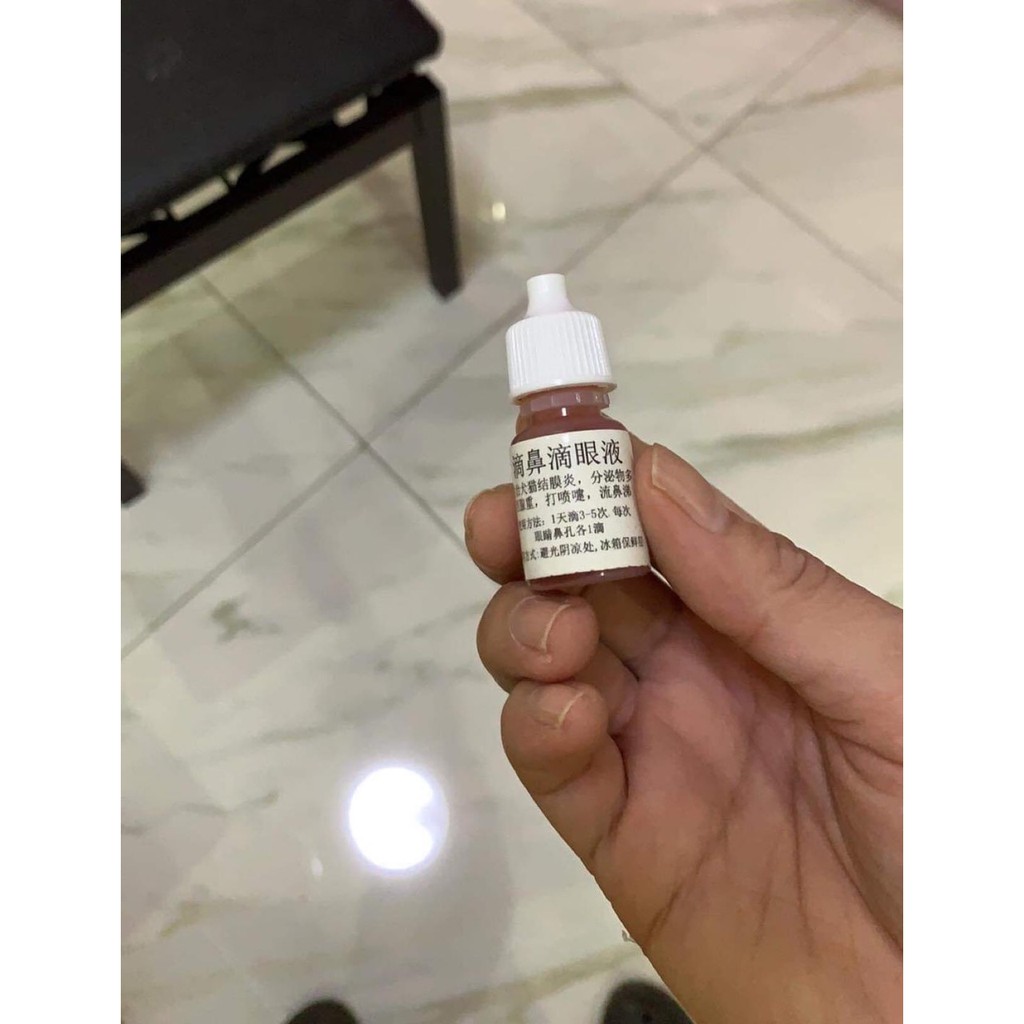 滴鼻滴眼液
犬猫结膜炎，分泌物多
重，打喷嚏，流鼻涕
方法：1天滴3-5次.每次
眼睛鼻孔各1滴
方式:避光阴凉处,冰箱保鲜